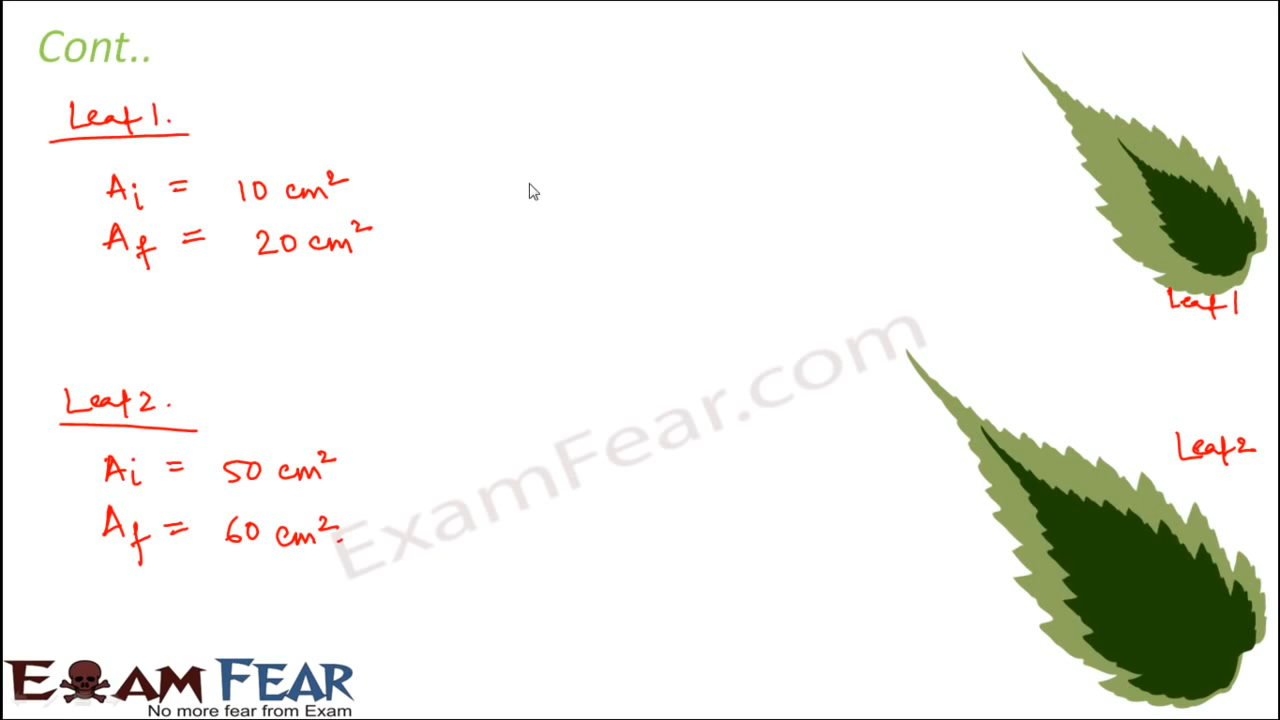 Cont..
Leaf 1.
Ai = 10 cm²
Af = 20 cm²
Leaf 1
Leaf 2.
Ai = 50 cm²
Af = 60 cm².
Leaf 2
ExamFear.com
EXAM FEAR
No more fear from Exam